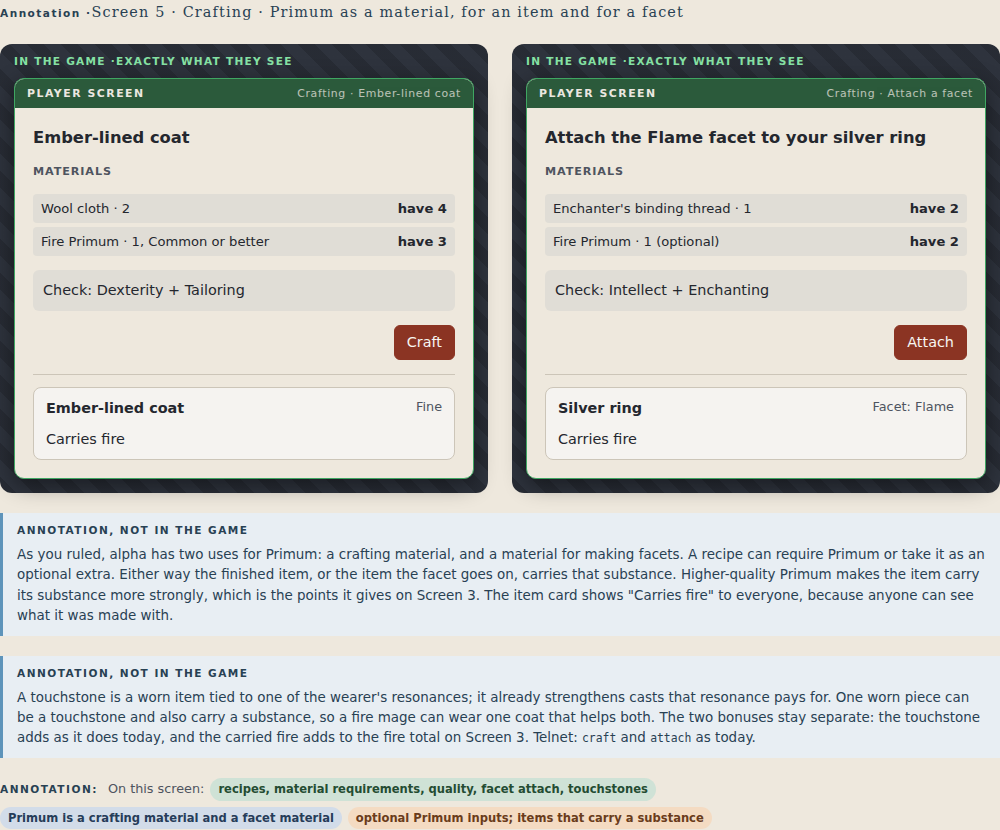 Annotation ·Screen 5 · Crafting · Primum as a material, for an item and for a facet
IN THE GAME ·EXACTLY WHAT THEY SEE
PLAYER SCREEN
Crafting · Ember-lined coat
Ember-lined coat
MATERIALS
Wool cloth · 2
have 4
Fire Primum · 1, Common or better
have 3
Check: Dexterity + Tailoring
Craft
Ember-lined coat
Fine
Carries fire
IN THE GAME ·EXACTLY WHAT THEY SEE
PLAYER SCREEN
Crafting · Attach a facet
Attach the Flame facet to your silver ring
MATERIALS
Enchanter's binding thread · 1
have 2
Fire Primum · 1 (optional)
have 2
Check: Intellect + Enchanting
Attach
Silver ring
Facet: Flame
Carries fire
ANNOTATION, NOT IN THE GAME
As you ruled, alpha has two uses for Primum: a crafting material, and a material for making facets. A recipe can require Primum or take it as an
optional extra. Either way the finished item, or the item the facet goes on, carries that substance. Higher-quality Primum makes the item carry
its substance more strongly, which is the points it gives on Screen 3. The item card shows "Carries fire" to everyone, because anyone can see
what it was made with.
ANNOTATION, NOT IN THE GAME
A touchstone is a worn item tied to one of the wearer's resonances; it already strengthens casts that resonance pays for. One worn piece can
be a touchstone and also carry a substance, so a fire mage can wear one coat that helps both. The two bonuses stay separate: the touchstone
adds as it does today, and the carried fire adds to the fire total on Screen 3. Telnet: craft and attach as today.
ANNOTATION: On this screen: recipes, material requirements, quality, facet attach, touchstones
Primum is a crafting material and a facet material optional Primum inputs; items that carry a substance